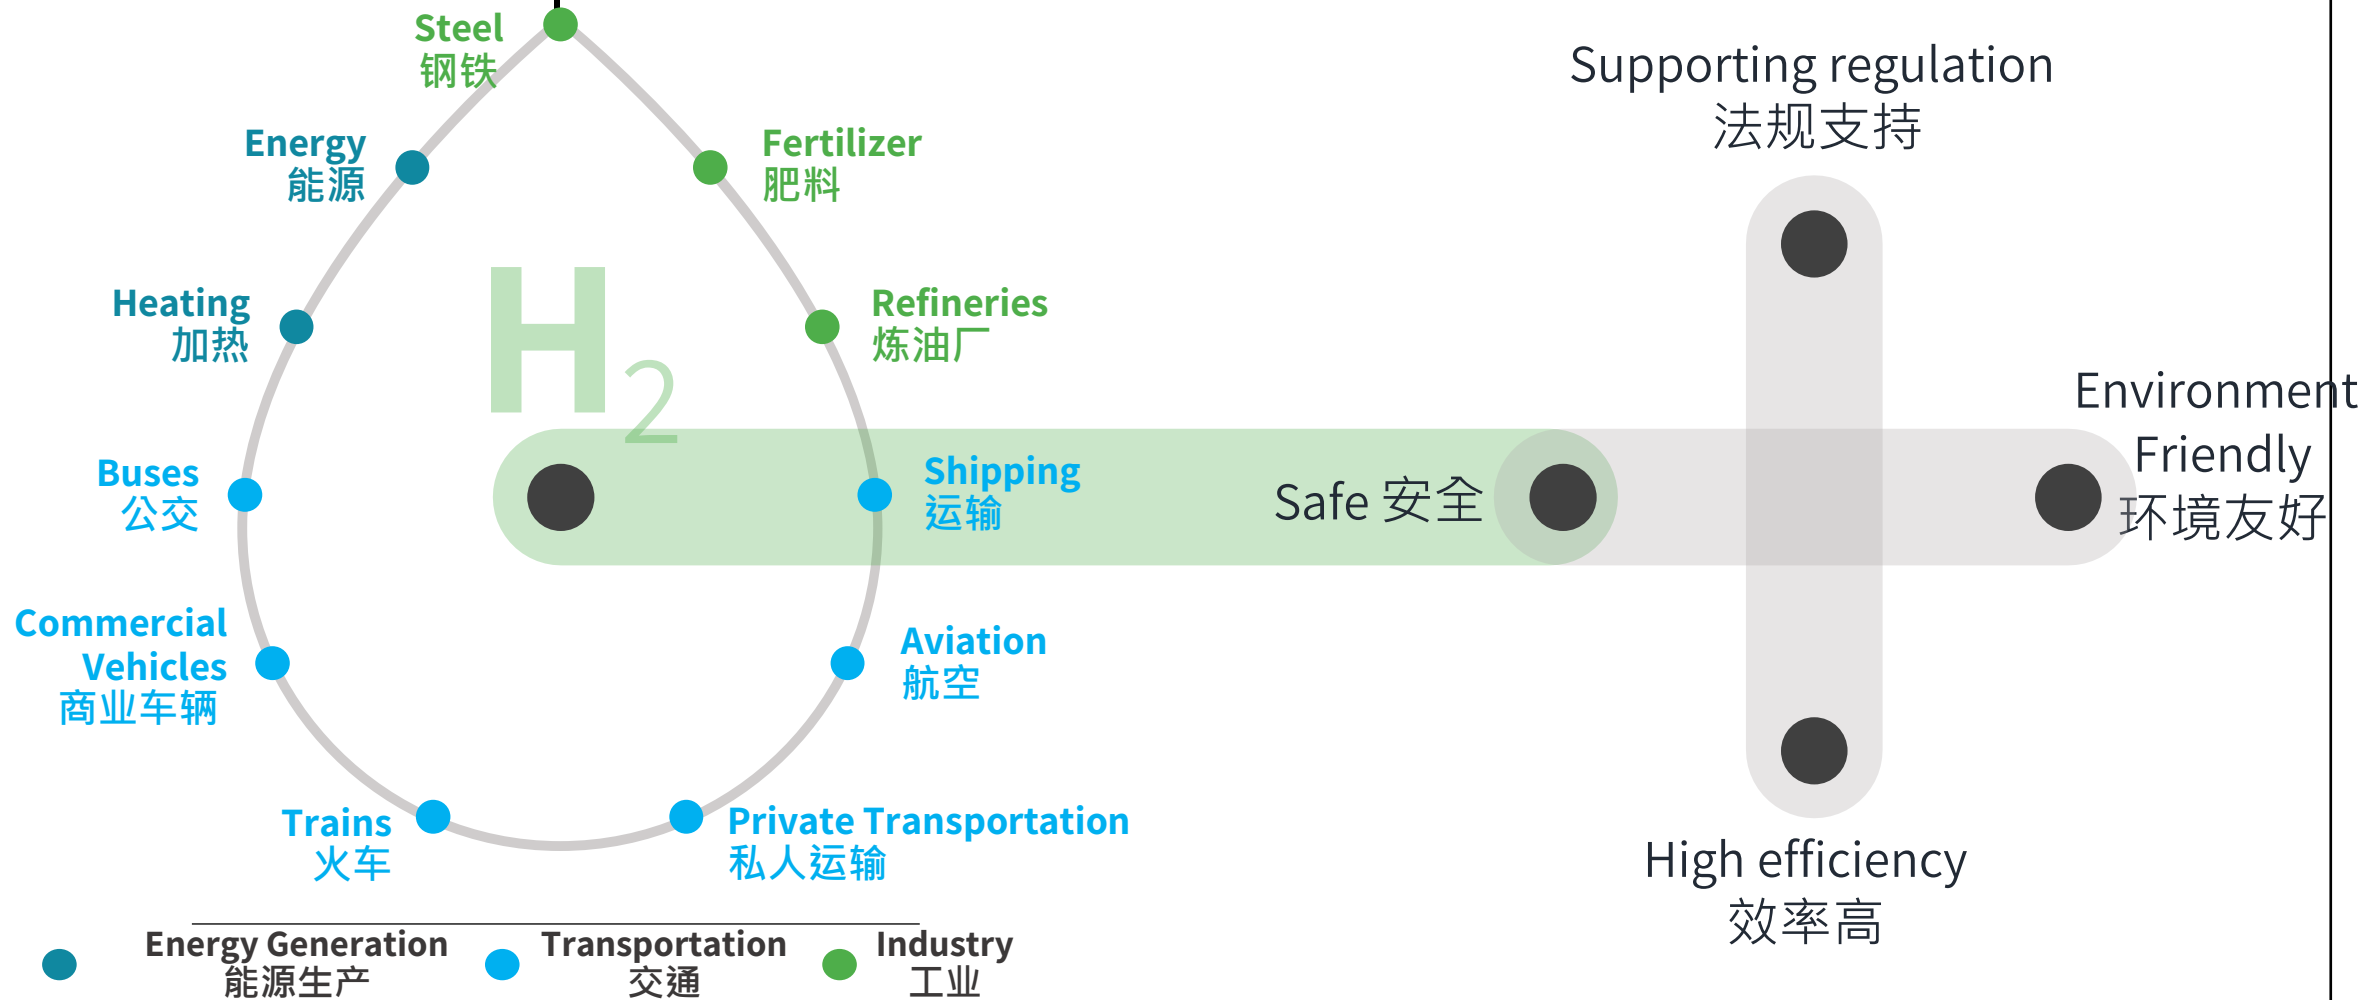 Steel
钢铁
Energy
能源
Fertilizer
肥料
Heating
加热
Refineries
炼油厂
H2
Buses
公交
Shipping
运输
Commercial
Vehicles
商业车辆
Aviation
航空
Trains
火车
Private Transportation
私人运输
Energy Generation
能源生产
Transportation
交通
Industry
工业
Supporting regulation
法规支持
Safe 安全
Environment
Friendly
环境友好
High efficiency
效率高